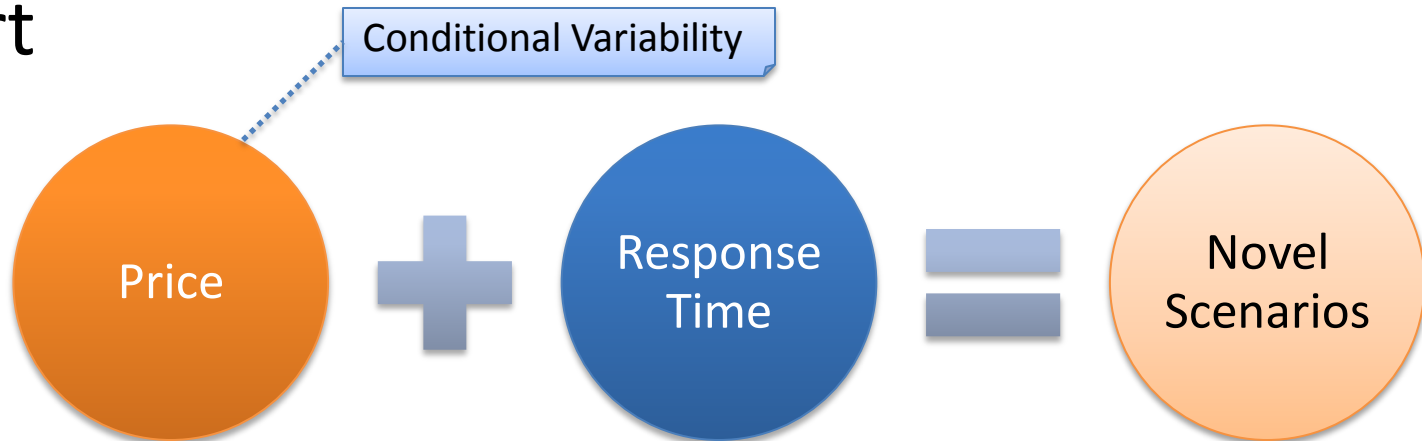 rt
Conditional Variability
Price
Response
Time
Novel
Scenarios